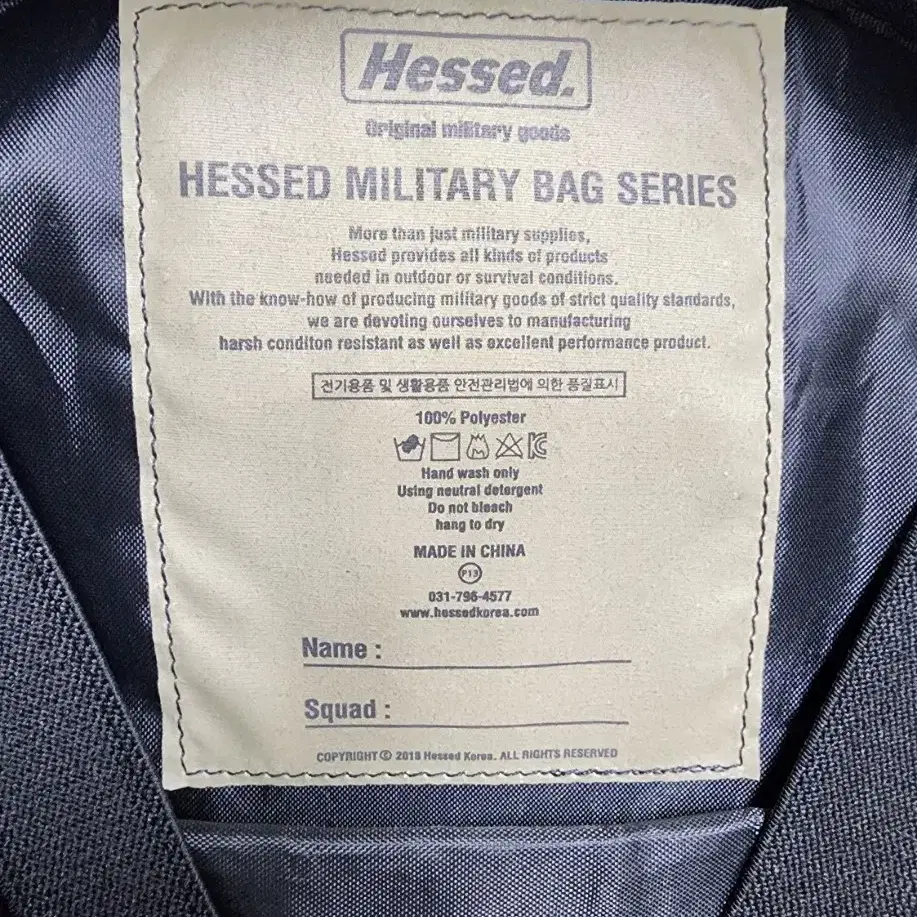 Hessed.
Original military goods
HESSED MILITARY BAG SERIES
More than just military supplies,
Hessed provides all kinds of products
needed in outdoor or survival conditions.
With the know-how of producing military goods of strict quality standards,
we are devoting ourselves to manufacturing
harsh conditon resistant as well as excellent performance product.
전기용품 및 생활용품 안전관리법에 의한 품질표시
100% Polyester
Hand wash only
Using neutral detergent
Do not bleach
hang to dry
MADE IN CHINA
P13
031-796-4577
www.hessedkorea.com
Name :
Squad :
COPYRIGHT © 2018 Hessed Korea. ALL RIGHTS RESERVED